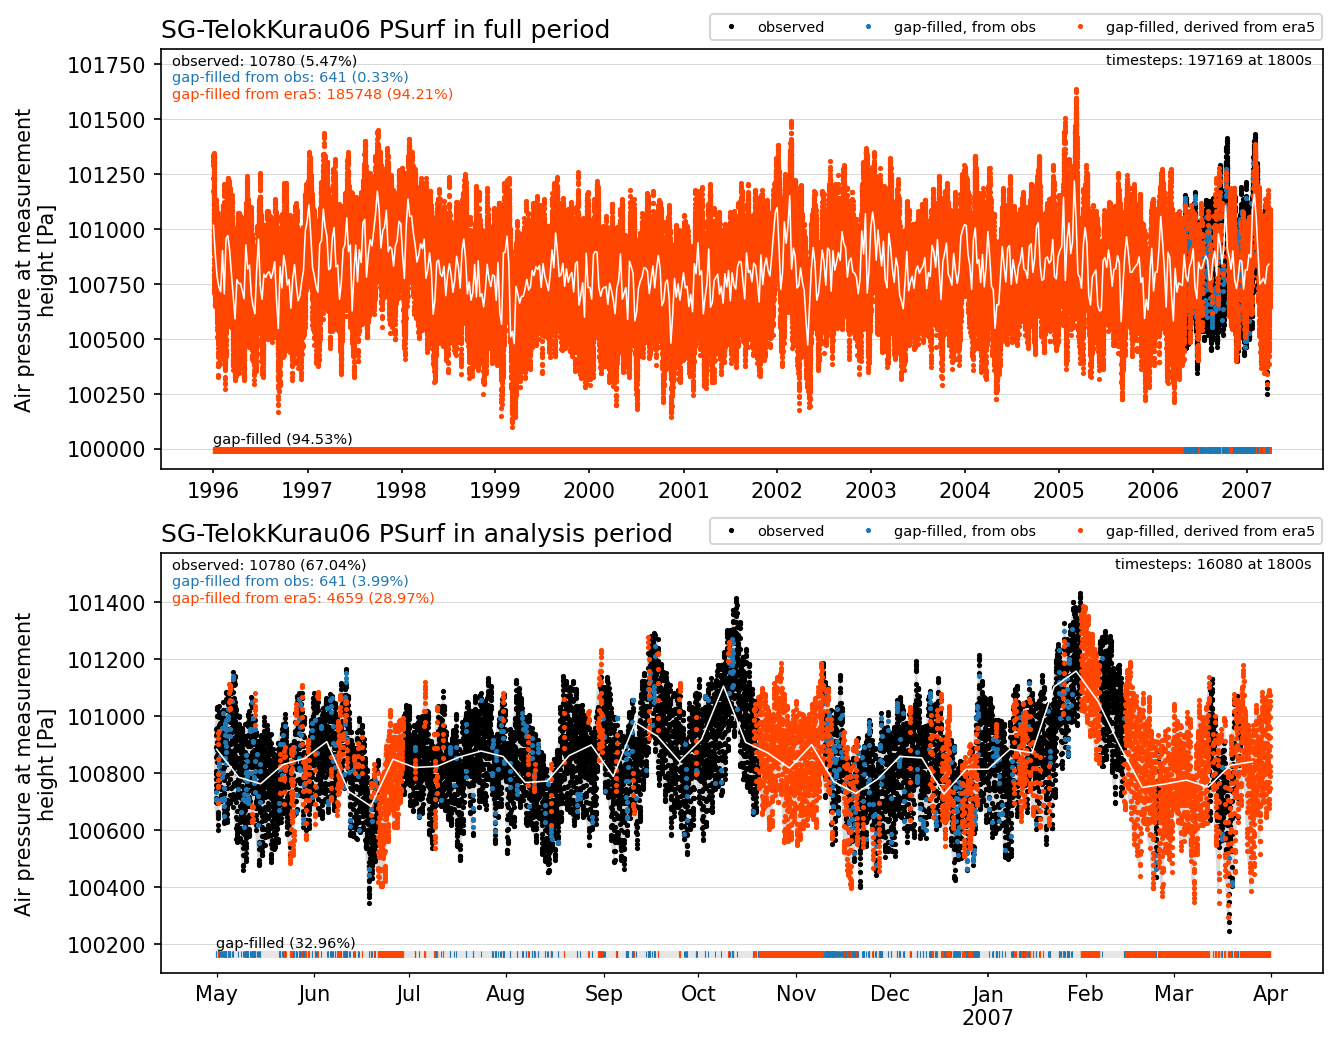 SG-TelokKurau06 PSurf in full period
observed
gap-filled, from obs
gap-filled, derived from era5
observed: 10780 (5.47%)
gap-filled from obs: 641 (0.33%)
gap-filled from era5: 185748 (94.21%)
timesteps: 197169 at 1800s
Air pressure at measurement
height [Pa]
101750
101500
101250
101000
100750
100500
100250
100000
gap-filled (94.53%)
1996
1997
1998
1999
2000
2001
2002
2003
2004
2005
2006
2007
SG-TelokKurau06 PSurf in analysis period
observed
gap-filled, from obs
gap-filled, derived from era5
observed: 10780 (67.04%)
gap-filled from obs: 641 (3.99%)
gap-filled from era5: 4659 (28.97%)
timesteps: 16080 at 1800s
Air pressure at measurement
height [Pa]
101400
101200
101000
100800
100600
100400
100200
gap-filled (32.96%)
May
Jun
Jul
Aug
Sep
Oct
Nov
Dec
Jan
2007
Feb
Mar
Apr